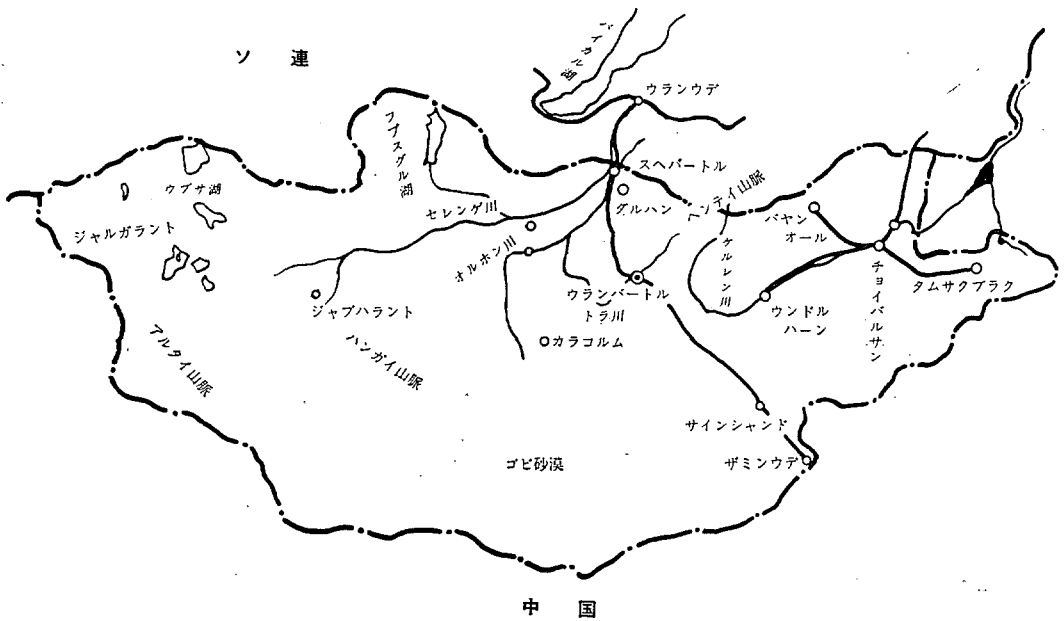 ソ連
バイカル湖
ウランウデ
フブスグル湖
スヘバートル
ウブサ湖
グルハン
ケンテイ山脈
セレンゲ川
バヤン
オール
ジャルガラント
オルホン川
ケルレン川
チョイバルサン
タムサクブラク
ウランバートル
トラ川
ウンドル
ハーン
ジャブハラント
アルタイ山脈
ハンガイ山脈
カラコルム
サインシャンド
ゴビ砂漠
ザミンウデ
中国